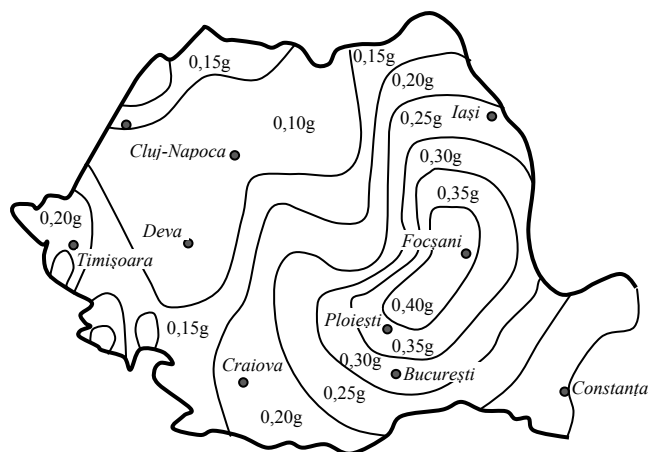 0,15g
0,15g
0,20g
0,25g
Iași
0,10g
Cluj-Napoca
0,30g
0,35g
0,20g
Deva
Focșani
Timișoara
0,40g
Ploiești
0,15g
0,35g
0,30g
București
Craiova
0,25g
Constanța
0,20g